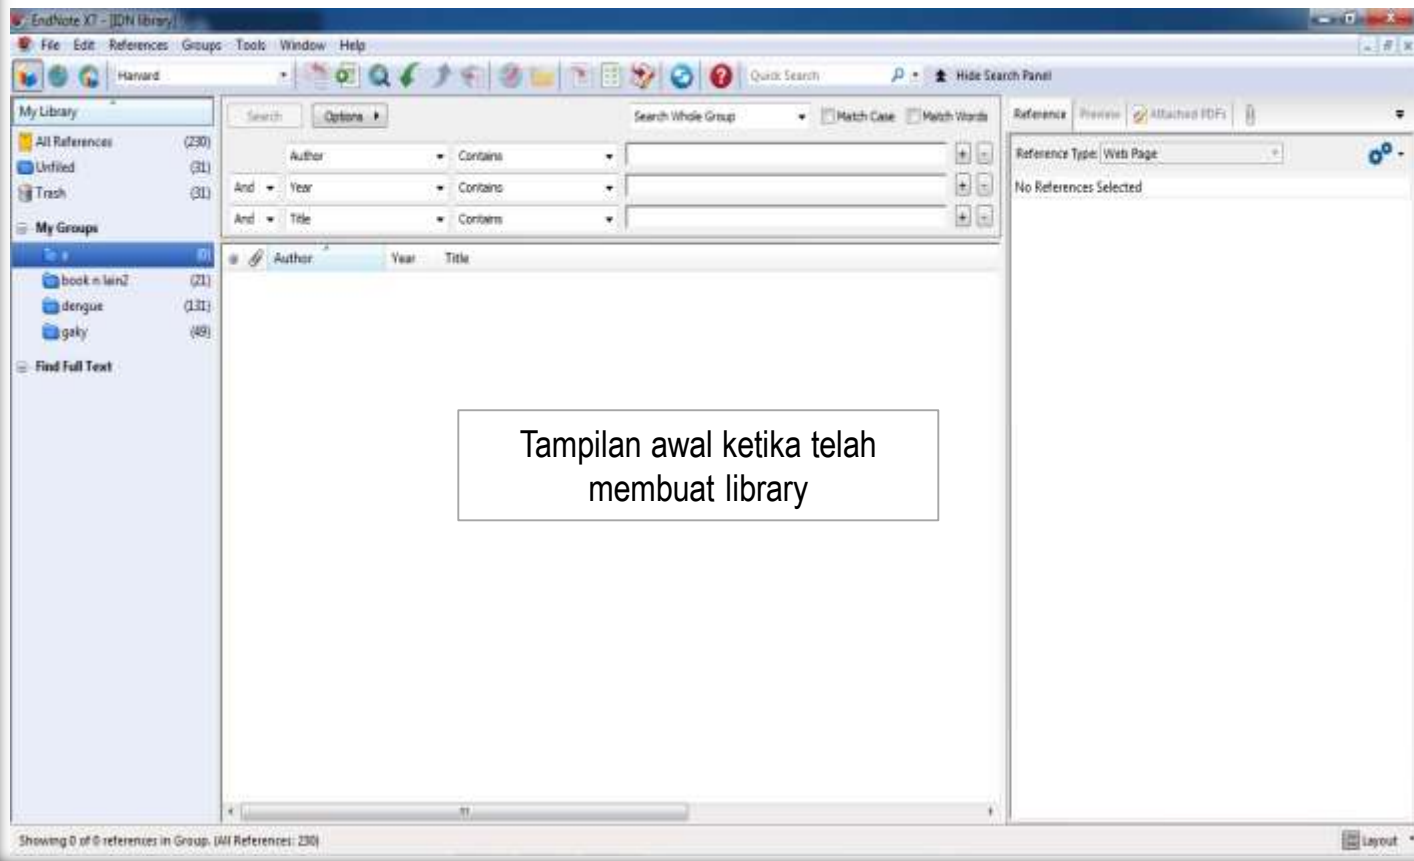 EndNote X7 - [IDN library]
File Edit References Groups Tools Window Help
Harvard Quick Search Hide Search Panel
My Library
All References (230)
Unfiled (31)
Trash (31)
My Groups
book n lain2 (21)
dengue (131)
gaky (49)
Find Full Text
Search Options Search Whole Group Match Case Match Words
Author Contains
And Year Contains
And Title Contains
Author Year Title
Reference Preview Attached PDFs
Reference Type: Web Page
No References Selected
Tampilan awal ketika telah
membuat library
Showing 0 of 0 references in Group. (All References: 230)
Layout